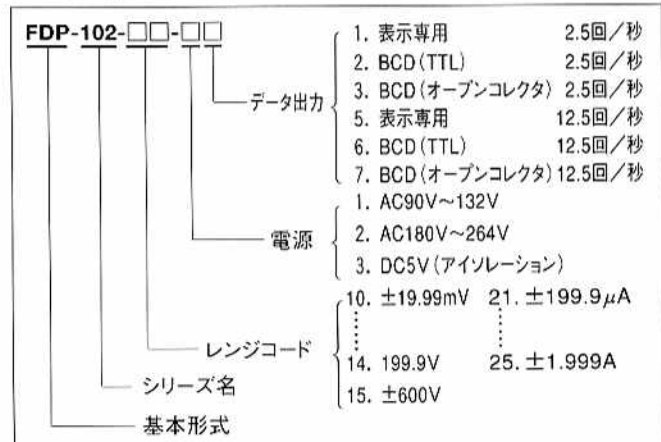 FDP-102-□□-□□
データ出力
1. 表示専用 2.5回/秒
2. BCD(TTL) 2.5回/秒
3. BCD(オープンコレクタ) 2.5回/秒
5. 表示専用 12.5回/秒
6. BCD(TTL) 12.5回/秒
7. BCD(オープンコレクタ) 12.5回/秒
電源
1. AC90V~132V
2. AC180V~264V
3. DC5V(アイソレーション)
レンジコード
10. ±19.99mV 21. ±199.9μA
14. 199.9V 25. ±1.999A
15. ±600V
シリーズ名
基本形式